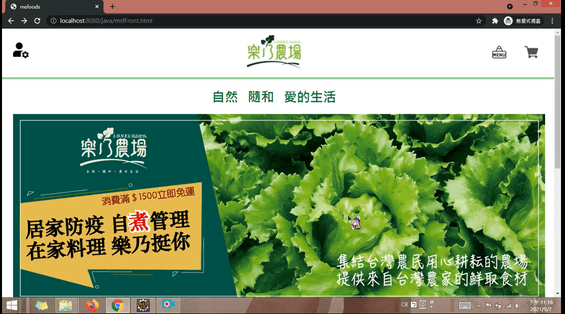 msfoods
localhost:8080/java/msfFront.html
無痕式視窗
樂乃農場
MENU
自然 隨和 愛的生活
樂乃農場
消費滿＄1500立即免運
居家防疫 自煮管理
在家料理 樂乃挺你
集結台灣農民用心耕耘的農場
提供來自台灣農家的鮮取食材
下午 11:16
2021/5/7